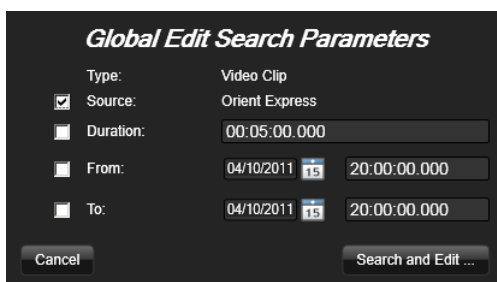 Global Edit Search Parameters
Type: Video Clip
Source: Orient Express
Duration: 00:05:00.000
From: 04/10/2011 15 20:00:00.000
To: 04/10/2011 15 20:00:00.000
Cancel Search and Edit ...